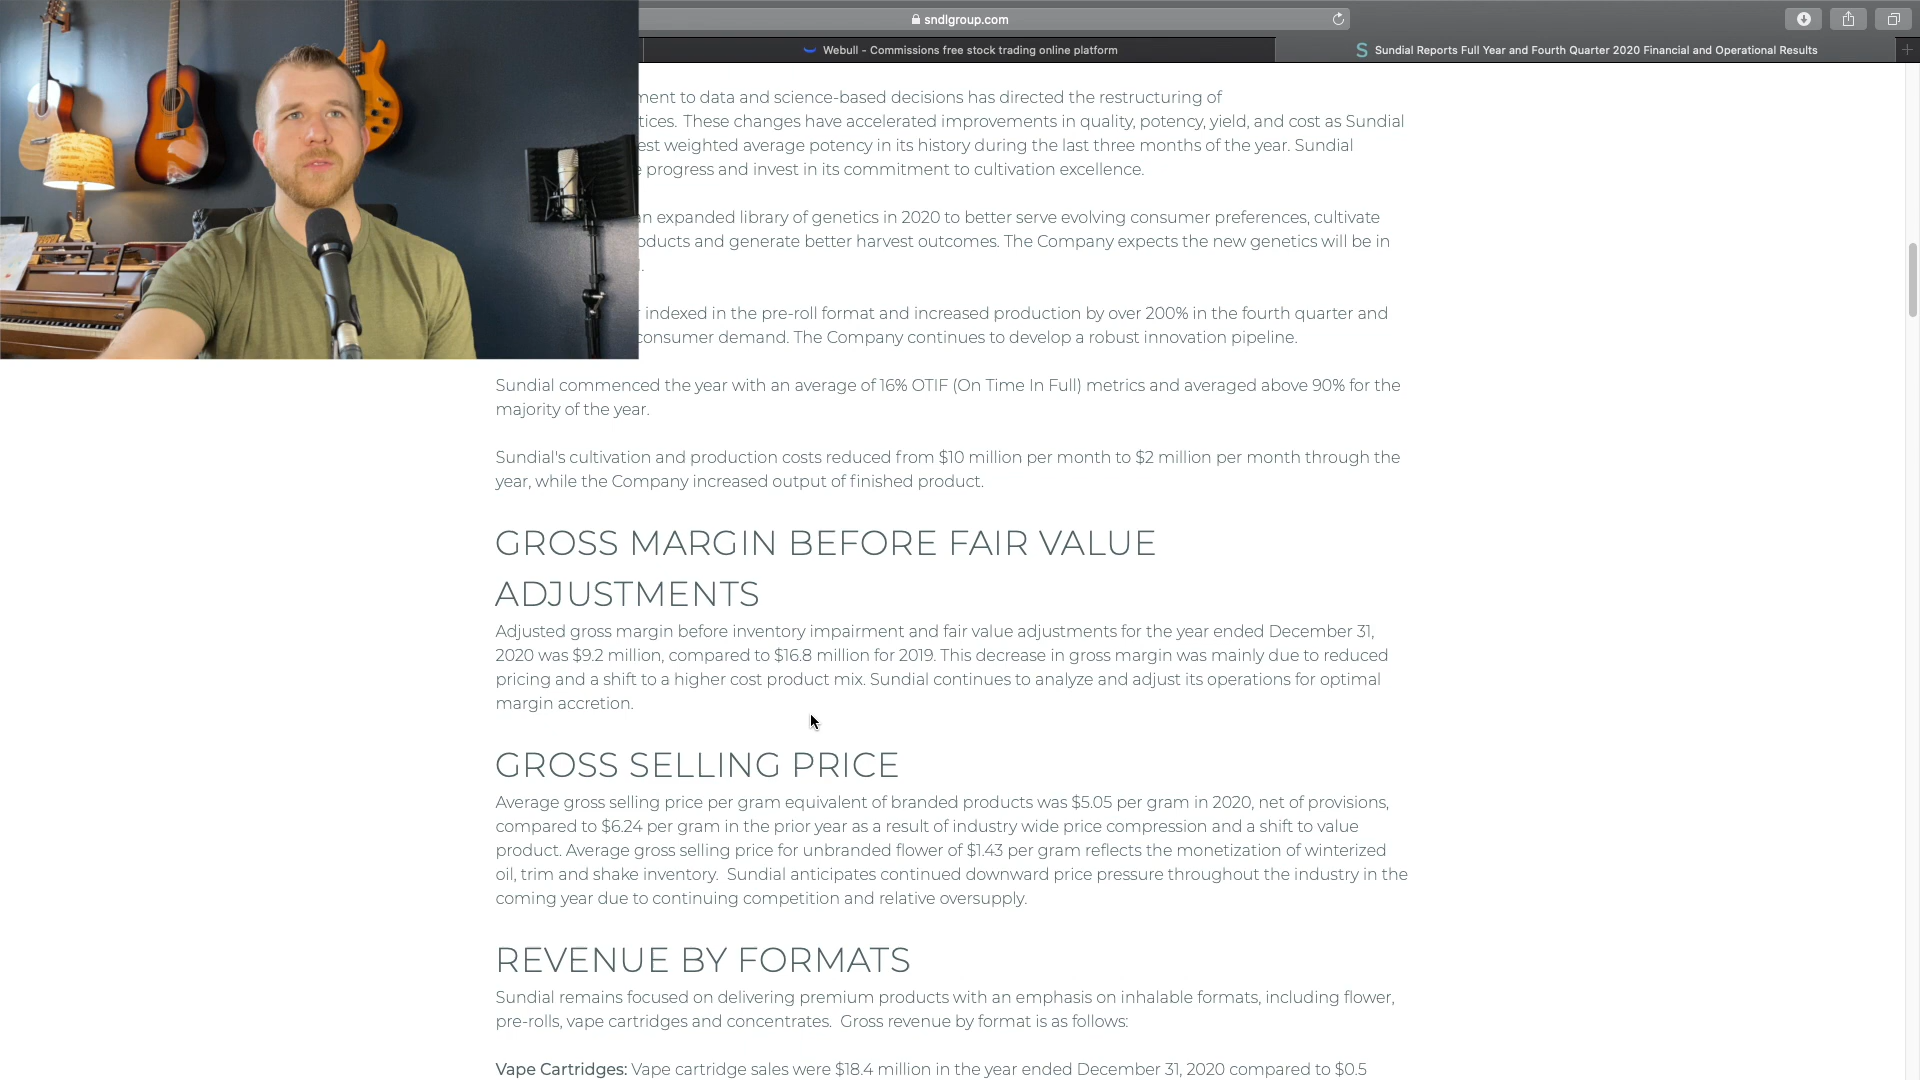 sndlgroup.com
Webull - Commissions free stock trading online platform
Sundial Reports Full Year and Fourth Quarter 2020 Financial and Operational Results
ment to data and science-based decisions has directed the restructuring of
tices. These changes have accelerated improvements in quality, potency, yield, and cost as Sundial
est weighted average potency in its history during the last three months of the year. Sundial
progress and invest in its commitment to cultivation excellence.
an expanded library of genetics in 2020 to better serve evolving consumer preferences, cultivate
oducts and generate better harvest outcomes. The Company expects the new genetics will be in
indexed in the pre-roll format and increased production by over 200% in the fourth quarter and
consumer demand. The Company continues to develop a robust innovation pipeline.
Sundial commenced the year with an average of 16% OTIF (On Time In Full) metrics and averaged above 90% for the
majority of the year.
Sundial's cultivation and production costs reduced from $10 million per month to $2 million per month through the
year, while the Company increased output of finished product.
GROSS MARGIN BEFORE FAIR VALUE
ADJUSTMENTS
Adjusted gross margin before inventory impairment and fair value adjustments for the year ended December 31,
2020 was $9.2 million, compared to $16.8 million for 2019. This decrease in gross margin was mainly due to reduced
pricing and a shift to a higher cost product mix. Sundial continues to analyze and adjust its operations for optimal
margin accretion.
GROSS SELLING PRICE
Average gross selling price per gram equivalent of branded products was $5.05 per gram in 2020, net of provisions,
compared to $6.24 per gram in the prior year as a result of industry wide price compression and a shift to value
product. Average gross selling price for unbranded flower of $1.43 per gram reflects the monetization of winterized
oil, trim and shake inventory. Sundial anticipates continued downward price pressure throughout the industry in the
coming year due to continuing competition and relative oversupply.
REVENUE BY FORMATS
Sundial remains focused on delivering premium products with an emphasis on inhalable formats, including flower,
pre-rolls, vape cartridges and concentrates. Gross revenue by format is as follows:
Vape Cartridges: Vape cartridge sales were $18.4 million in the year ended December 31, 2020 compared to $0.5